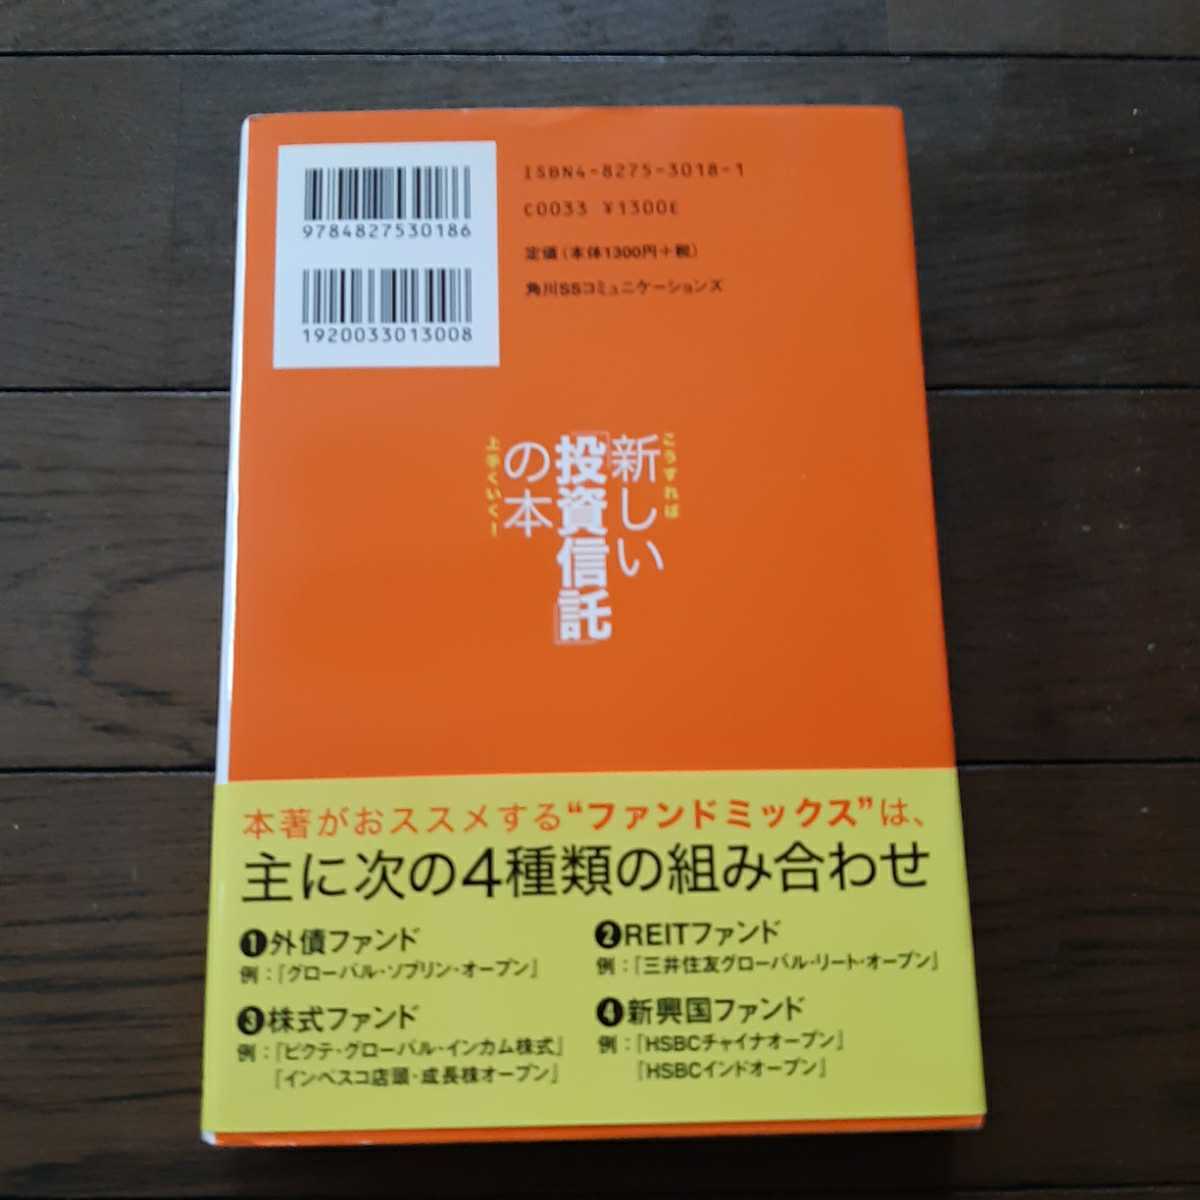 9784827530186
1920033013008
ISBN4-8275-3018-1
C0033 ¥1300E
定価(本体1300円+税)
角川SSコミュニケーションズ
こうすれば
新しい
「投資信託」
の本
上手くいく!
本著がおススメする“ファンドミックス”は、
主に次の4種類の組み合わせ
❶外債ファンド
例:『グローバル・ソブリン・オープン』
❷REITファンド
例:『三井住友グローバル・リート・オープン』
❸株式ファンド
例:『ピクテ・グローバル・インカム株式』
『インベスコ店頭・成長株オープン』
❹新興国ファンド
例:『HSBCチャイナオープン』
『HSBCインドオープン』